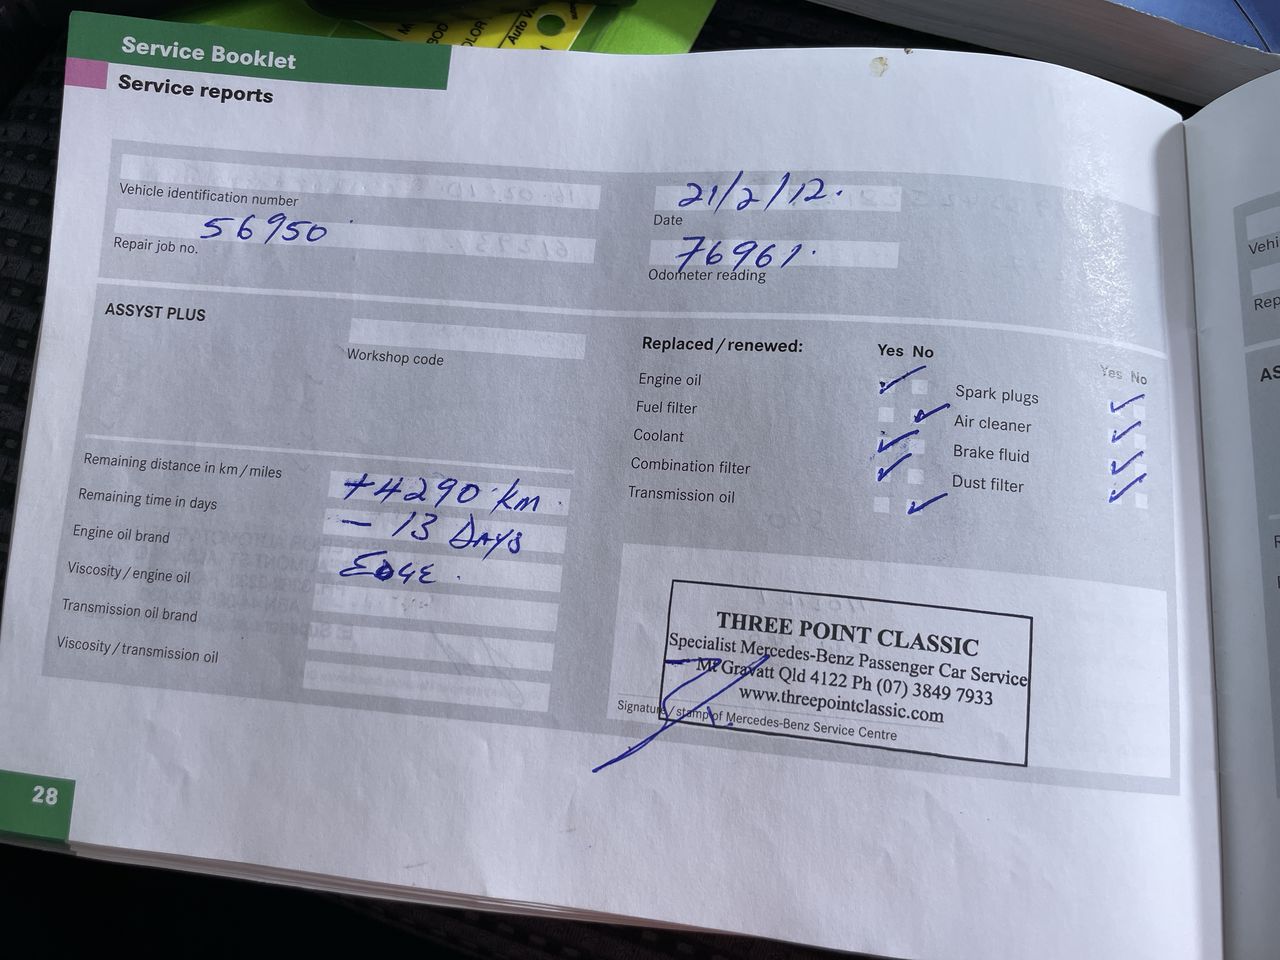 Service Booklet
Service reports
Vehicle identification number
56950
Repair job no.
21/2/12.
Date
76961.
Odometer reading
ASSYST PLUS
Workshop code
Remaining distance in km/miles +4290 km.
Remaining time in days - 13 DAYS
Engine oil brand EDGE.
Viscosity/engine oil
Transmission oil brand
Viscosity/transmission oil
Replaced/renewed: Yes No
Engine oil
Fuel filter
Coolant
Combination filter
Transmission oil
Yes No
Spark plugs
Air cleaner
Brake fluid
Dust filter
THREE POINT CLASSIC
Specialist Mercedes-Benz Passenger Car Service
Mt Gravatt Qld 4122 Ph (07) 3849 7933
www.threepointclassic.com
Signature/stamp of Mercedes-Benz Service Centre
28
Auto
Vehi
Rep
AS